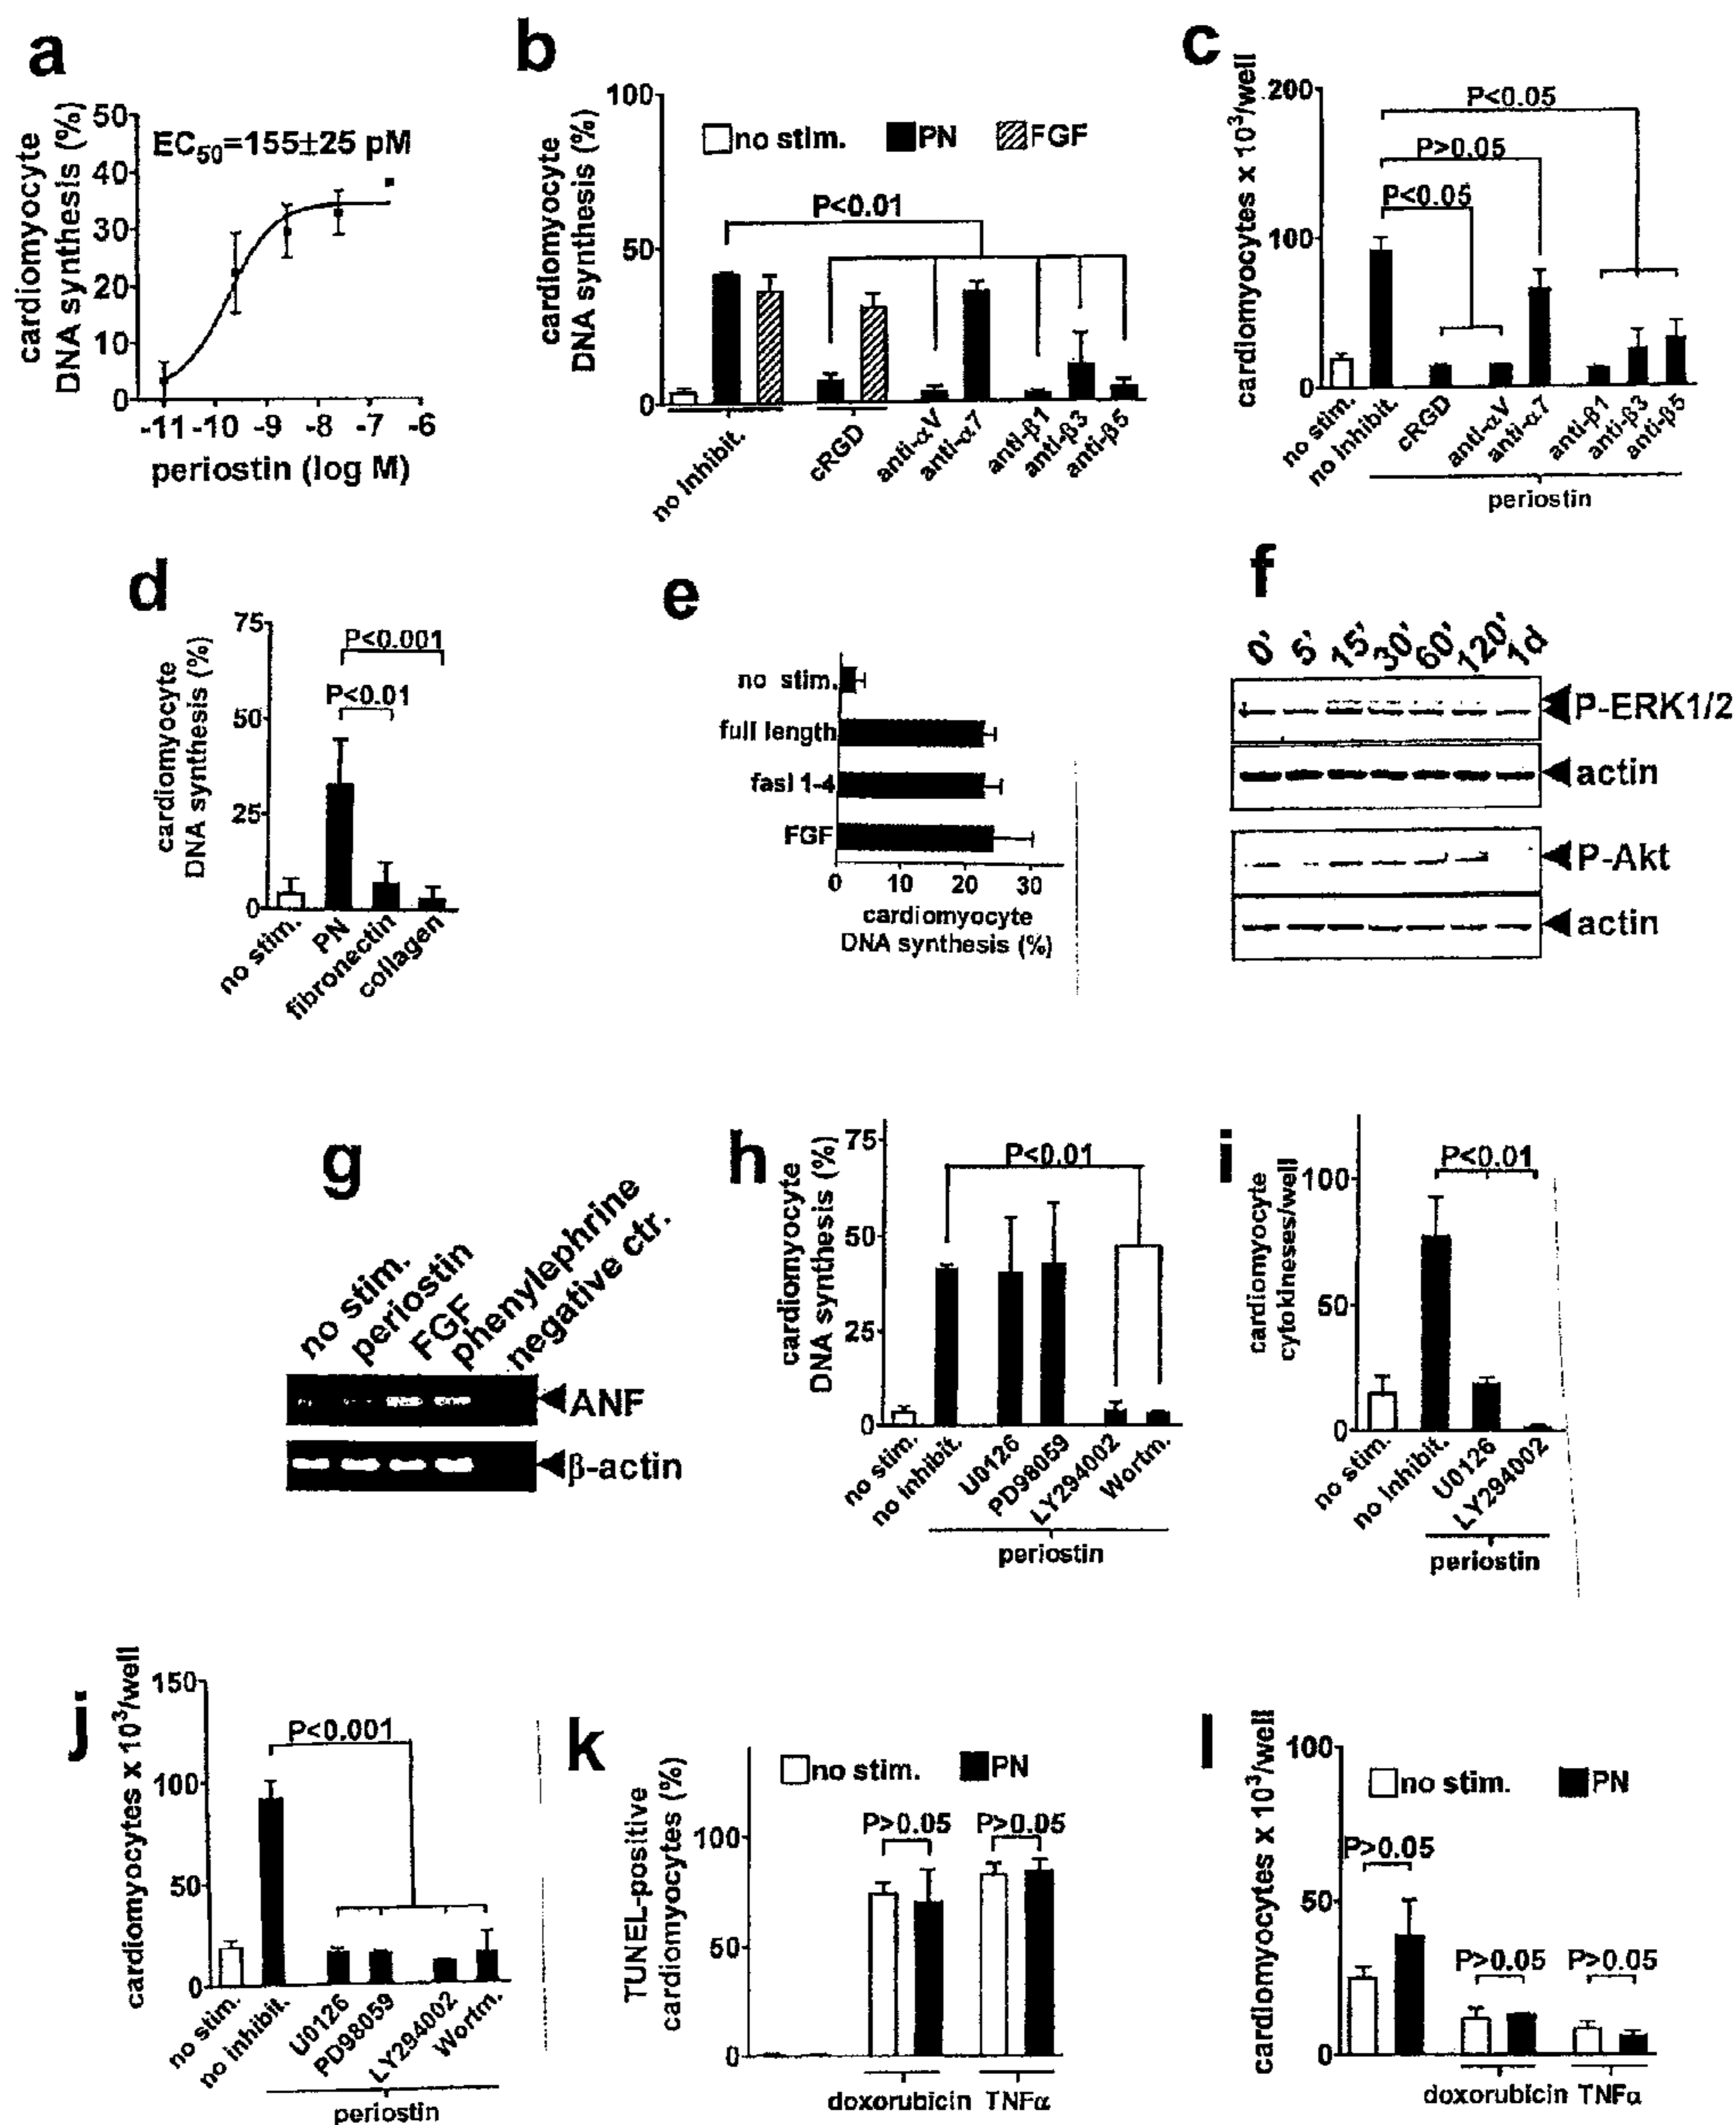 a
cardiomyocyte
DNA synthesis (%)
50
40
30
20
10
0
EC50=155±25 pM
-11 -10 -9 -8 -7 -6
periostin (log M)
b
cardiomyocyte
DNA synthesis (%)
100
50
0
no stim. PN FGF
P<0.01
no inhibit. cRGD anti-αV anti-α7 anti-β1 anti-β3 anti-β5
c
cardiomyocytes x 10³/well
200
100
0
P<0.05
P>0.05
P<0.05
no stim. no inhibit. cRGD anti-αV anti-α7 anti-β1 anti-β3 anti-β5
periostin
d
cardiomyocyte
DNA synthesis (%)
75
50
25
0
P<0.001
P<0.01
no stim. PN fibronectin collagen
e
no stim.
full length
fasl 1-4
FGF
0 10 20 30
cardiomyocyte
DNA synthesis (%)
f
0' 5' 15' 30' 60' 120' 1d
P-ERK1/2
actin
P-Akt
actin
g
no stim. periostin FGF phenylephrine negative ctr.
ANF
β-actin
h
cardiomyocyte
DNA synthesis (%)
75
50
25
0
P<0.01
no stim. no inhibit. U0126 PD98059 LY294002 Wortm.
periostin
i
cardiomyocyte
cytokineses/well
100
50
0
P<0.01
no stim. no inhibit. U0126 LY294002
periostin
j
cardiomyocytes x 10³/well
150
100
50
0
P<0.001
no stim. no inhibit. U0126 PD98059 LY294002 Wortm.
periostin
k
TUNEL-positive
cardiomyocytes (%)
100
50
0
no stim. PN
P>0.05 P>0.05
doxorubicin TNFα
l
cardiomyocytes x 10³/well
100
50
0
no stim. PN
P>0.05
P>0.05 P>0.05
doxorubicin TNFα